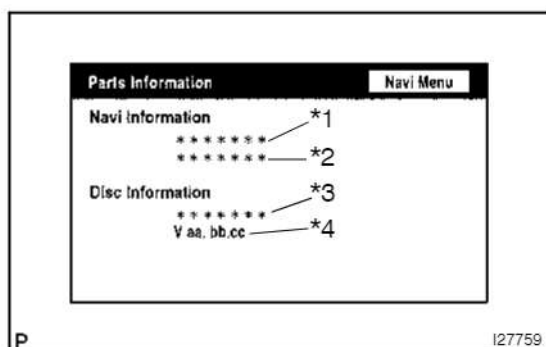 Parts Information Navi Menu
Navi Information
******* *1
******* *2
Disc Information
******* *3
V aa. bb.cc *4
P I27759